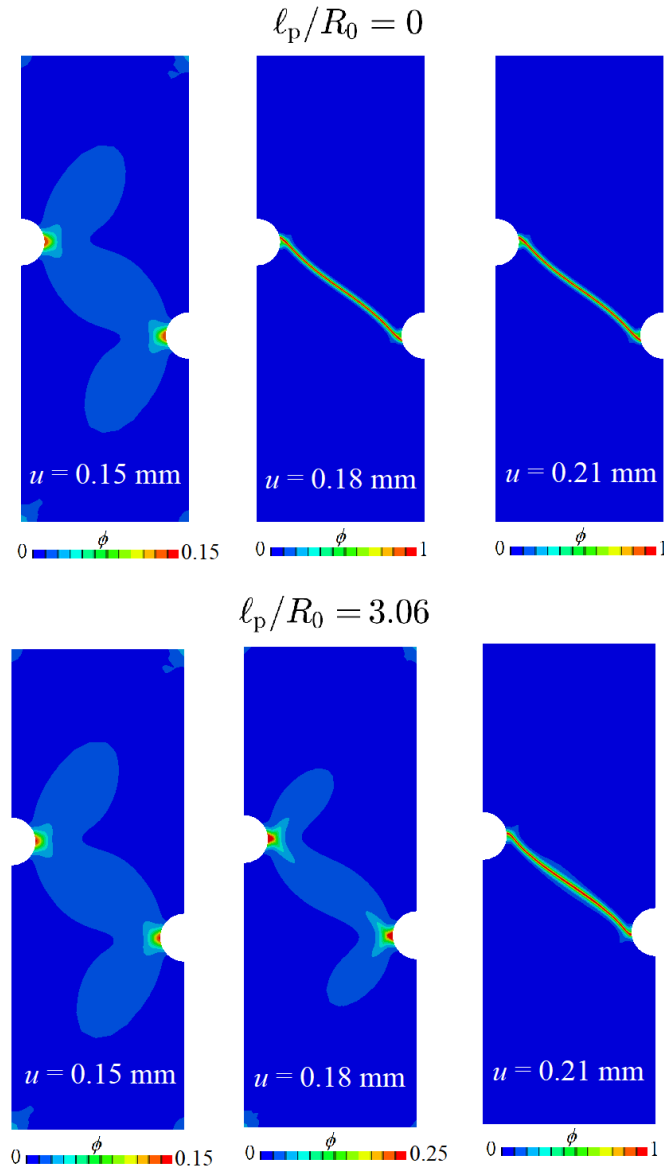 ℓp/R0 = 0
u = 0.15 mm u = 0.18 mm u = 0.21 mm
ϕ ϕ ϕ
0 0.15 0 1 0 1
ℓp/R0 = 3.06
u = 0.15 mm u = 0.18 mm u = 0.21 mm
ϕ ϕ ϕ
0 0.15 0 0.25 0 1